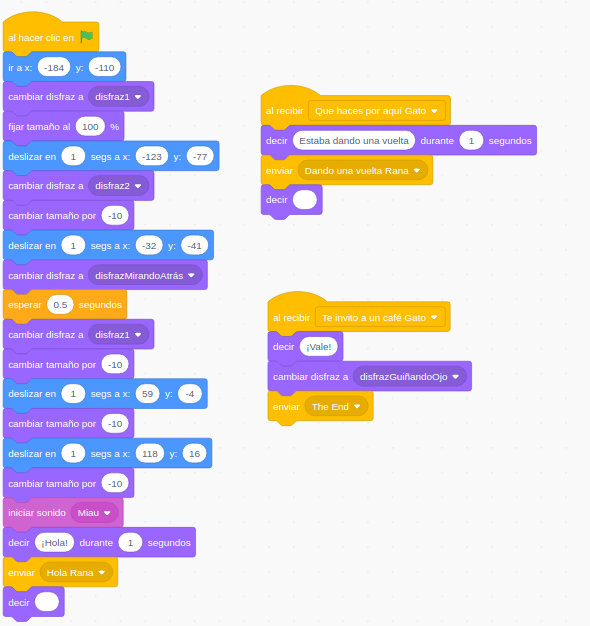 al hacer clic en
ir a x: -184 y: -110
cambiar disfraz a disfraz1
fijar tamaño al 100 %
deslizar en 1 segs a x: -123 y: -77
cambiar disfraz a disfraz2
cambiar tamaño por -10
deslizar en 1 segs a x: -32 y: -41
cambiar disfraz a disfrazMirandoAtrás
esperar 0.5 segundos
cambiar disfraz a disfraz1
cambiar tamaño por -10
deslizar en 1 segs a x: 59 y: -4
cambiar tamaño por -10
deslizar en 1 segs a x: 118 y: 16
cambiar tamaño por -10
iniciar sonido Miau
decir ¡Hola! durante 1 segundos
enviar Hola Rana
decir
al recibir Que haces por aquí Gato
decir Estaba dando una vuelta durante 1 segundos
enviar Dando una vuelta Rana
decir
al recibir Te invito a un café Gato
decir ¡Vale!
cambiar disfraz a disfrazGuiñandoOjo
enviar The End